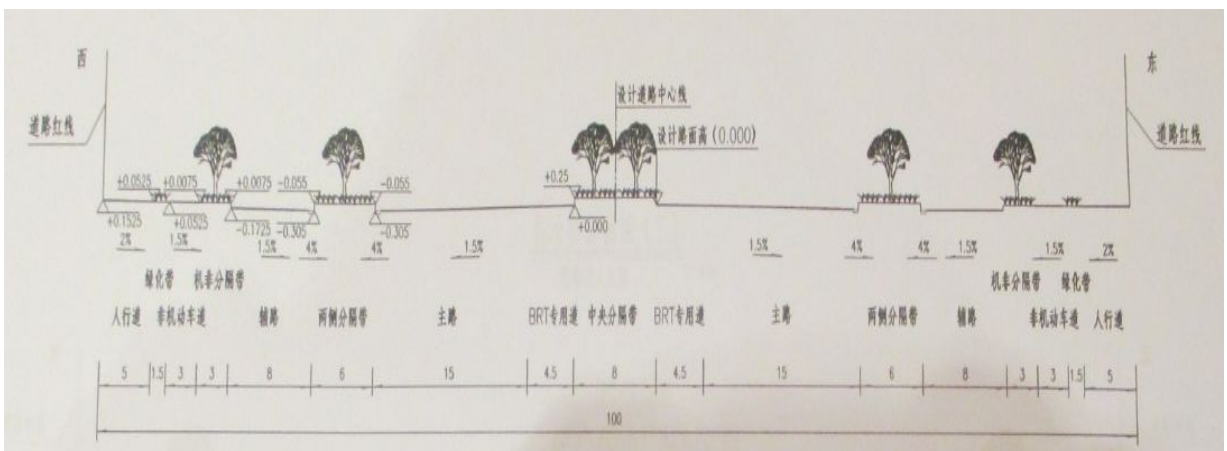 西
东
设计道路中心线
道路红线
设计路面高(0.000)
道路红线
+0.25
+0.0525 +0.0075 +0.0075 -0.055 -0.055
+0.1525 +0.0525 -0.1725 -0.305 -0.305 +0.000
2% 1.5% 1.5% 4% 4% 1.5% 1.5% 4% 4% 1.5% 1.5% 2%
绿化带 机非分隔带 机非分隔带 绿化带
人行道 非机动车道 辅路 两侧分隔带 主路 BRT专用道 中央分隔带 BRT专用道 主路 两侧分隔带 辅路 非机动车道 人行道
5 1.5 3 3 8 6 15 4.5 8 4.5 15 6 8 3 3 1.5 5
100